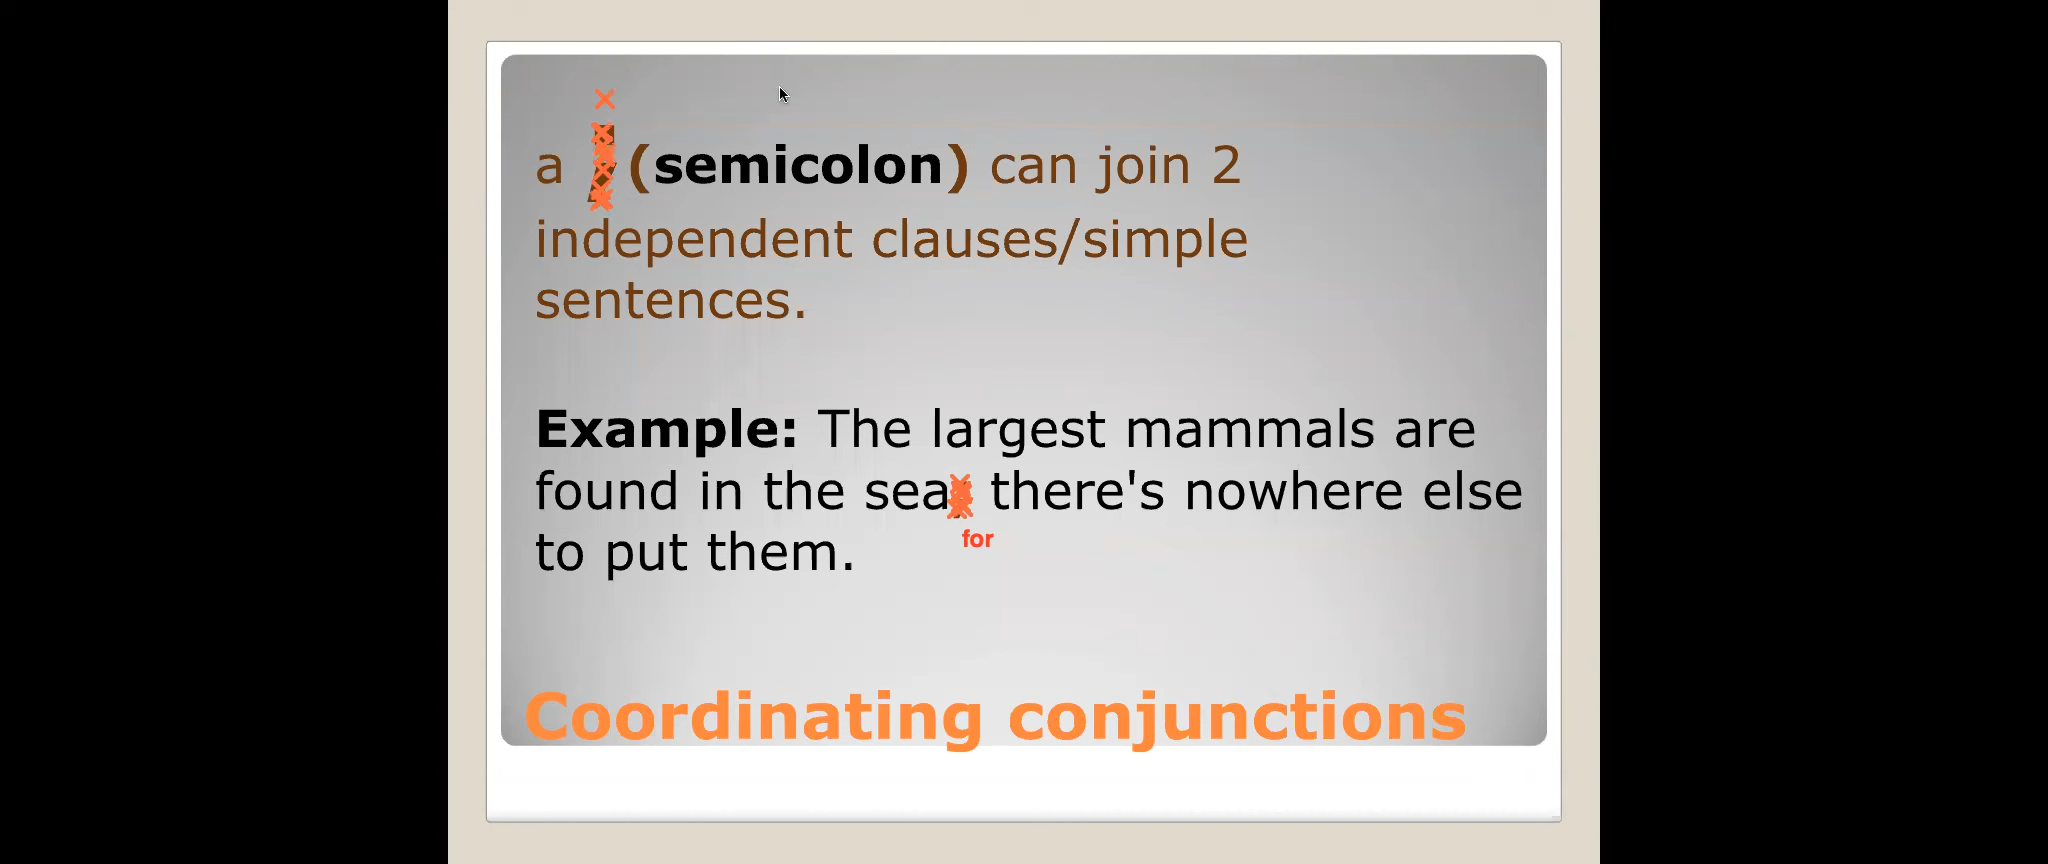 a ; (semicolon) can join 2
independent clauses/simple
sentences.
Example: The largest mammals are
found in the sea; there's nowhere else
for
to put them.
Coordinating conjunctions